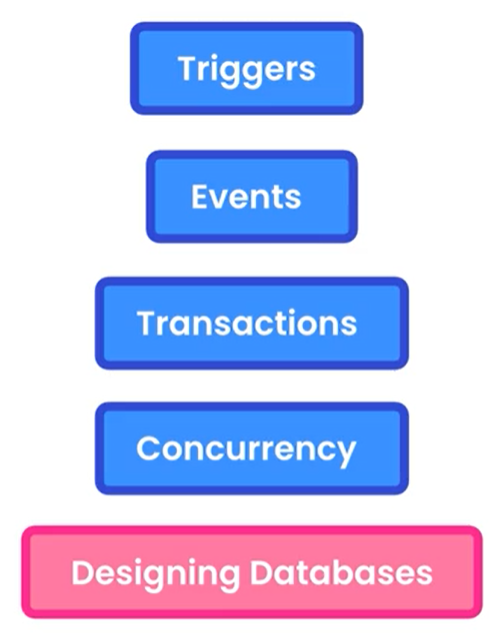 Triggers
Events
Transactions
Concurrency
Designing Databases